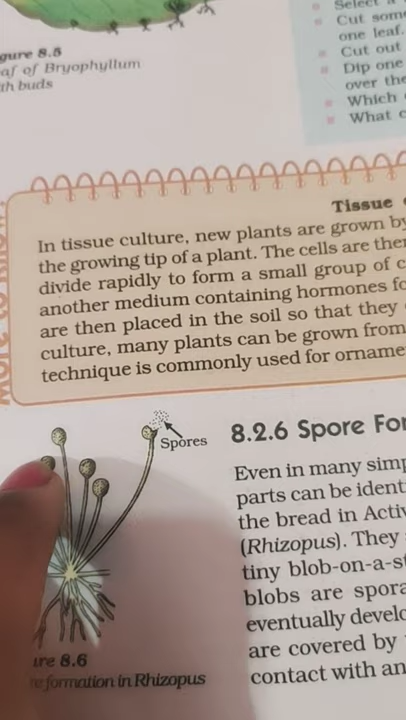 gure 8.5
af of Bryophyllum
th buds
Select a
Cut som
one leaf.
Cut out
Dip one
over the
Which
What c
Tissue
In tissue culture, new plants are grown by
the growing tip of a plant. The cells are the
divide rapidly to form a small group of c
another medium containing hormones fo
are then placed in the soil so that they
culture, many plants can be grown from
technique is commonly used for orname
Spores
8.2.6 Spore For
Even in many simp
parts can be identi
the bread in Activ
(Rhizopus). They
tiny blob-on-a-st
blobs are spora
eventually develo
are covered by
contact with an
ure 8.6
formation in Rhizopus